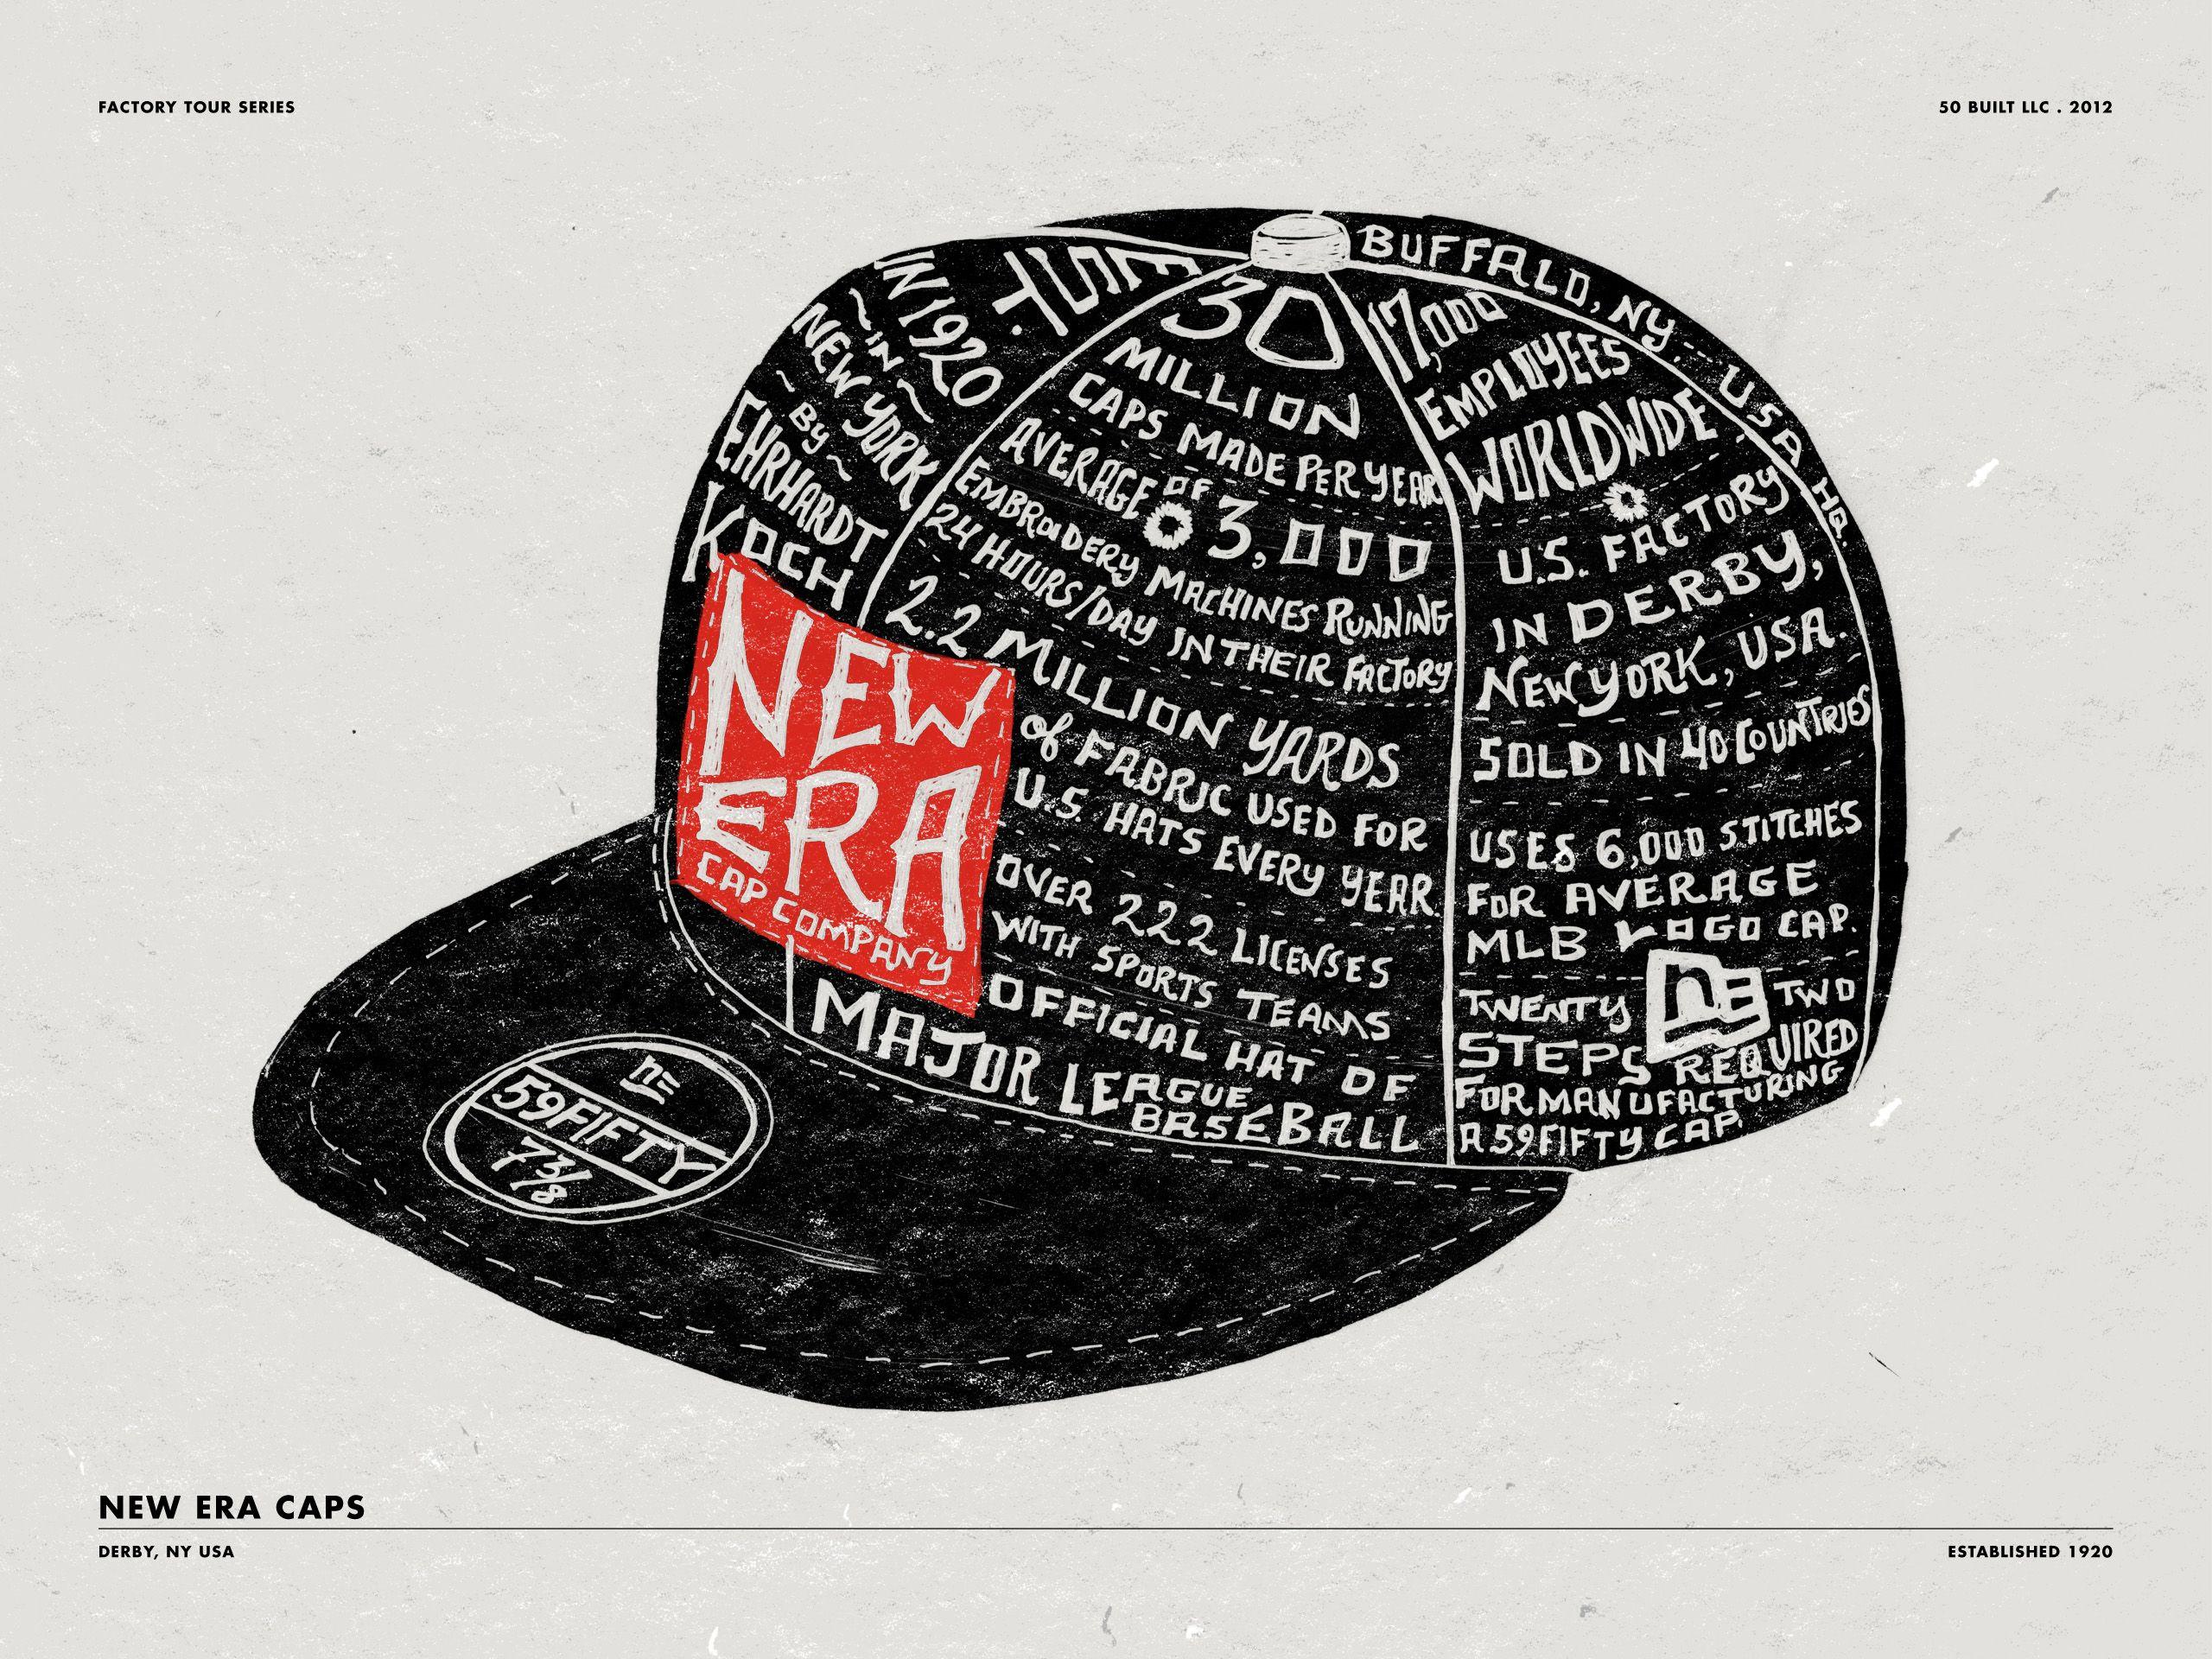 FACTORY TOUR SERIES
50 BUILT LLC . 2012
EST.
IN 1920
~IN~
NEW YORK
~BY~
EHRHARDT
KOCH
NEW
ERA
CAP COMPANY
30
MILLION
CAPS MADE PER YEAR
AVERAGE OF 3,000
EMBROIDERY MACHINES RUNNING
24 HOURS/DAY IN THEIR FACTORY
2.2 MILLION YARDS
of FABRIC USED FOR
U.S. HATS EVERY YEAR.
OVER 222 LICENSES
WITH SPORTS TEAMS
OFFICIAL HAT OF
MAJOR LEAGUE
BASEBALL
BUFFALO, NY... USA HQ.
17,000
EMPLOYEES
WORLDWIDE
U.S. FACTORY
IN DERBY,
NEW YORK, USA.
SOLD IN 40 COUNTRIES
USES 6,000 STITCHES
FOR AVERAGE
MLB LOGO CAP.
TWENTY NE TWO
STEPS REQUIRED
FOR MANUFACTURING
A 59FIFTY CAP.
NE
59FIFTY
7 3/8
NEW ERA CAPS
DERBY, NY USA
ESTABLISHED 1920